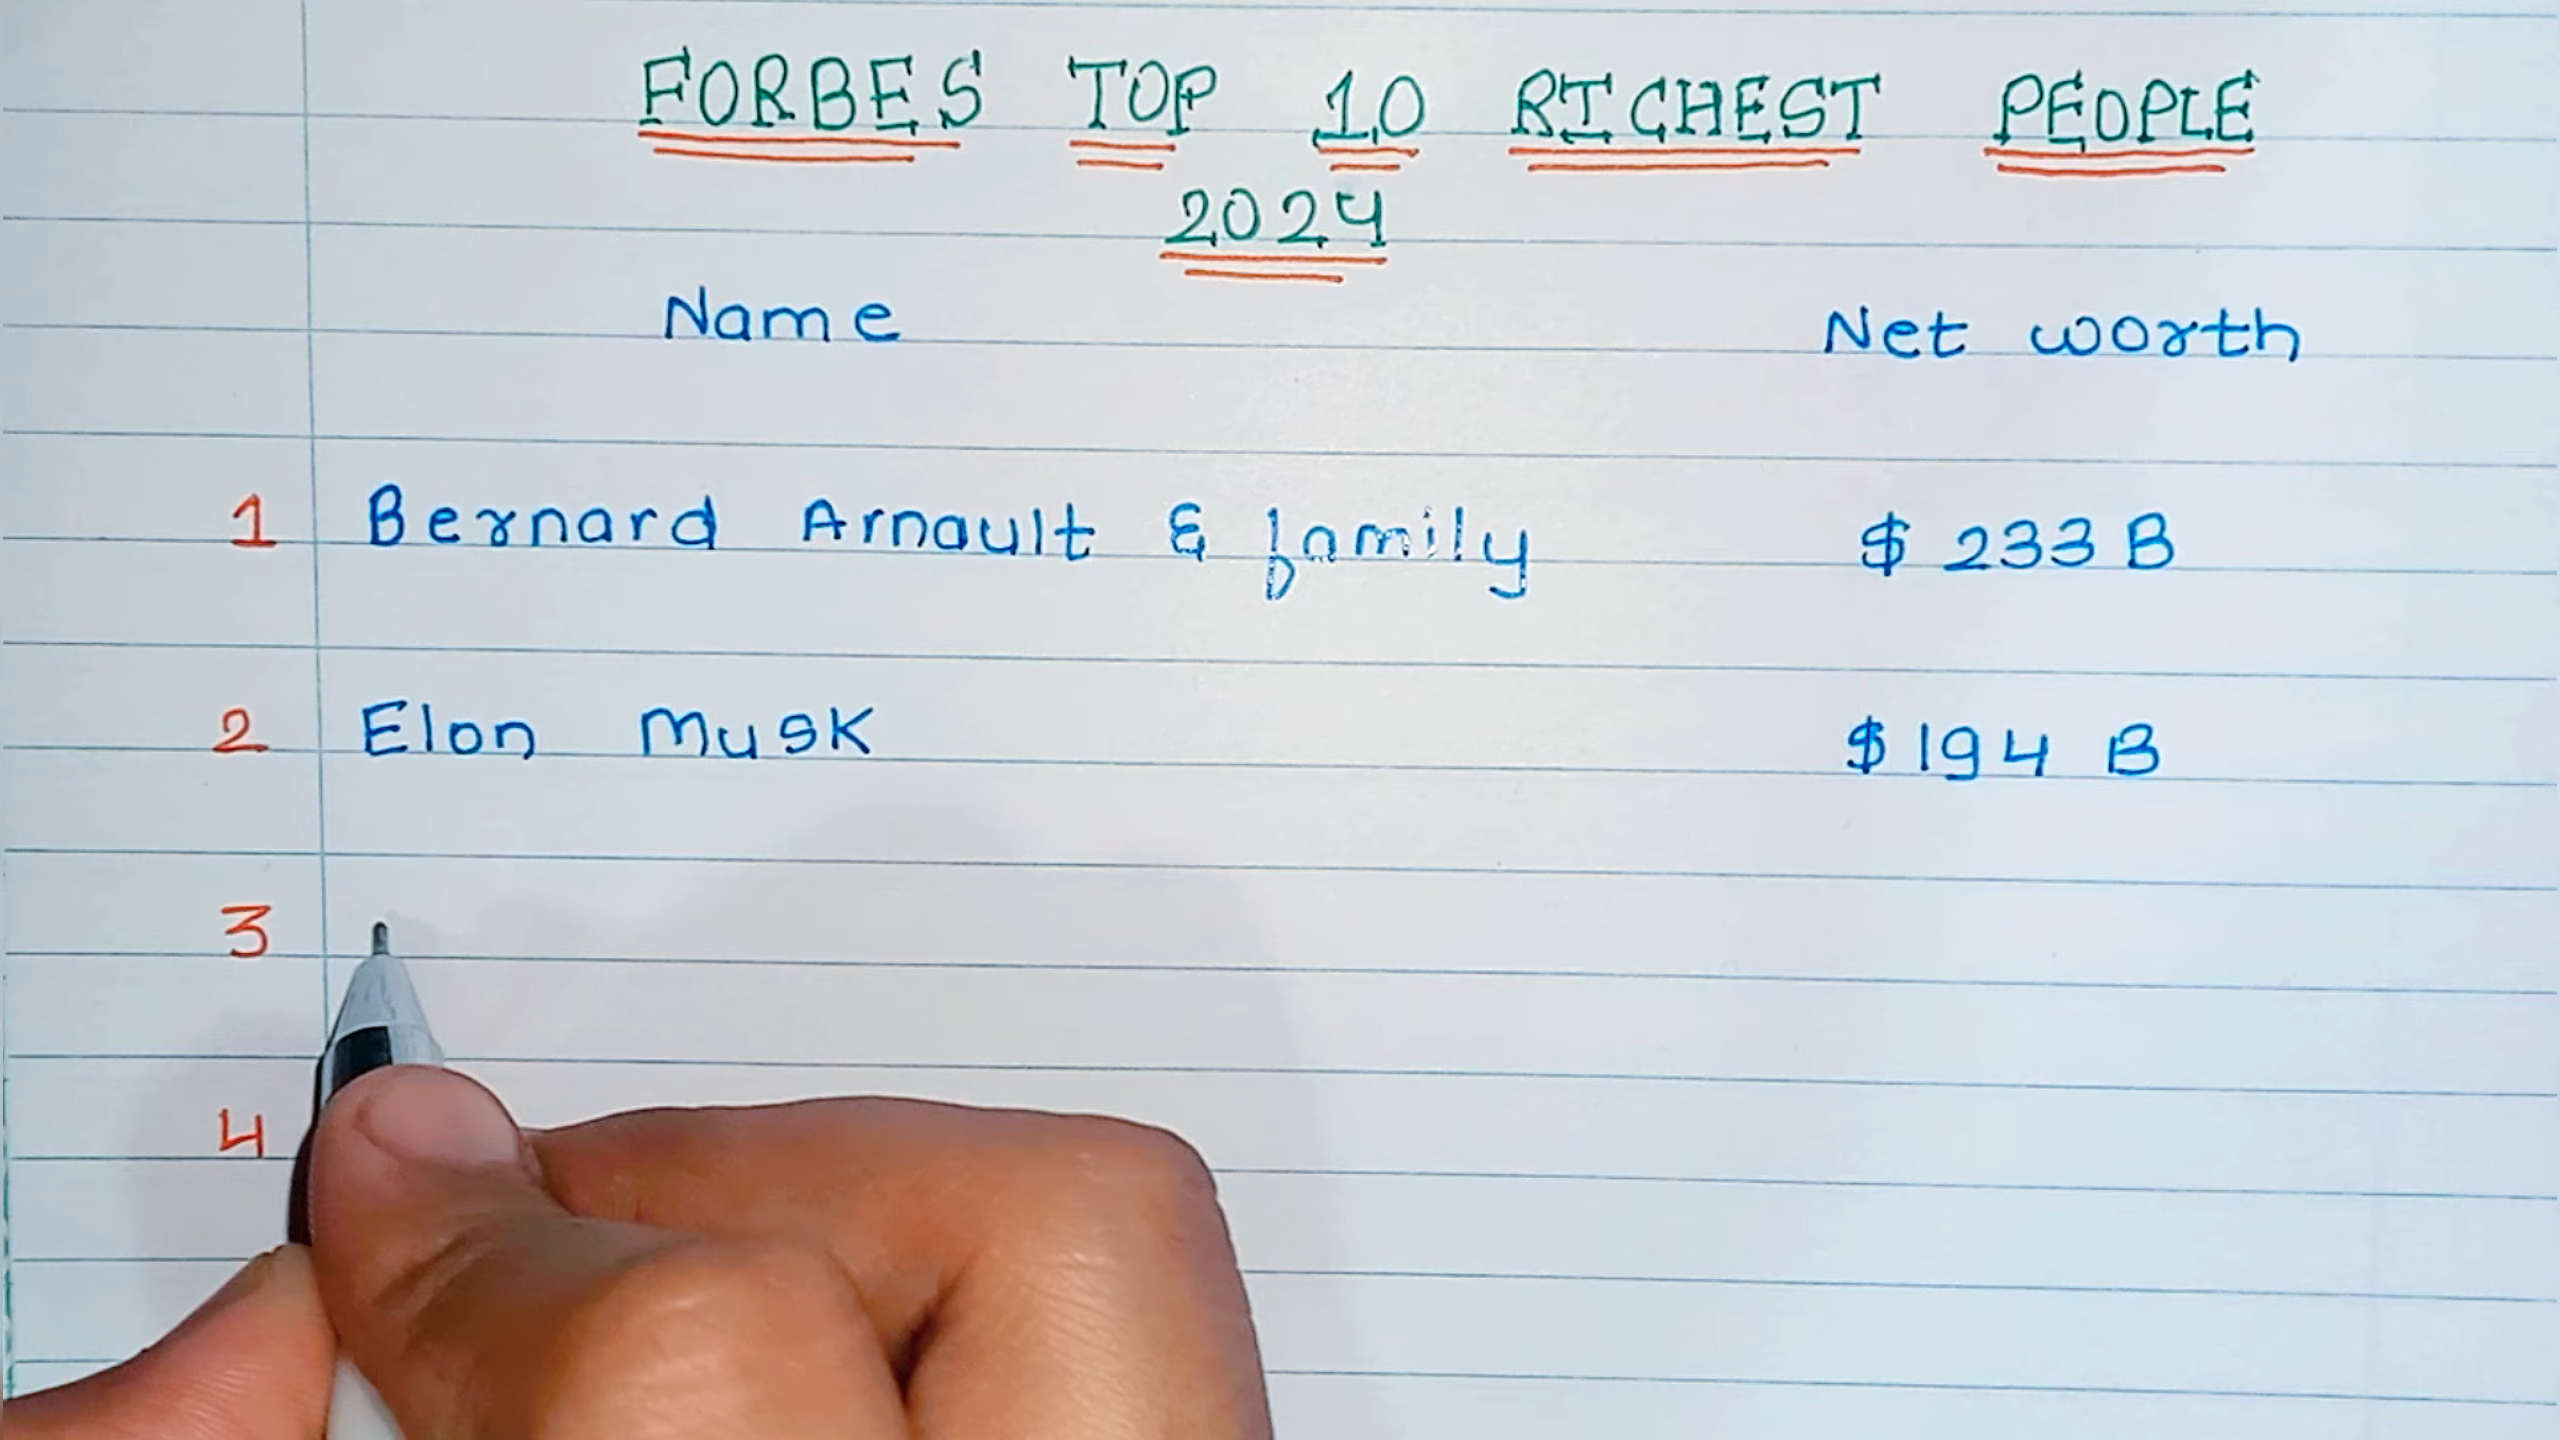 FORBES TOP 10 RICHEST PEOPLE
2024
Name Net worth
1 Bernard Arnault & family $ 233 B
2 Elon Musk $194 B
3
4